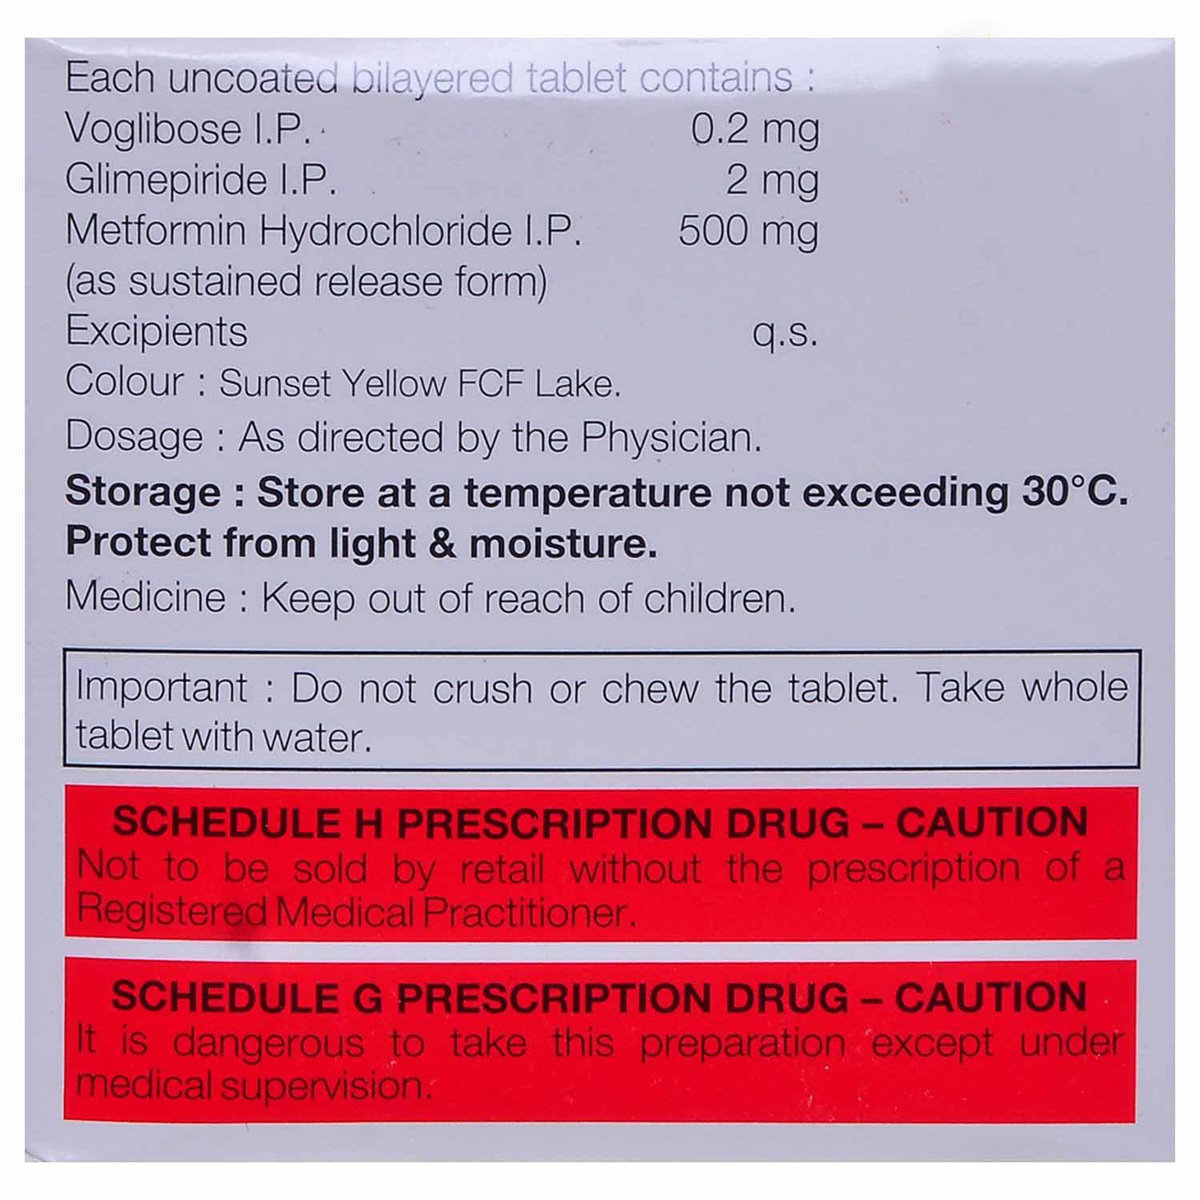 Each uncoated bilayered tablet contains :
Voglibose I.P. 0.2 mg
Glimepiride I.P. 2 mg
Metformin Hydrochloride I.P. 500 mg
(as sustained release form)
Excipients q.s.
Colour : Sunset Yellow FCF Lake.
Dosage : As directed by the Physician.
Storage : Store at a temperature not exceeding 30°C.
Protect from light & moisture.
Medicine : Keep out of reach of children.
Important : Do not crush or chew the tablet. Take whole
tablet with water.
SCHEDULE H PRESCRIPTION DRUG – CAUTION
Not to be sold by retail without the prescription of a
Registered Medical Practitioner.
SCHEDULE G PRESCRIPTION DRUG – CAUTION
It is dangerous to take this preparation except under
medical supervision.